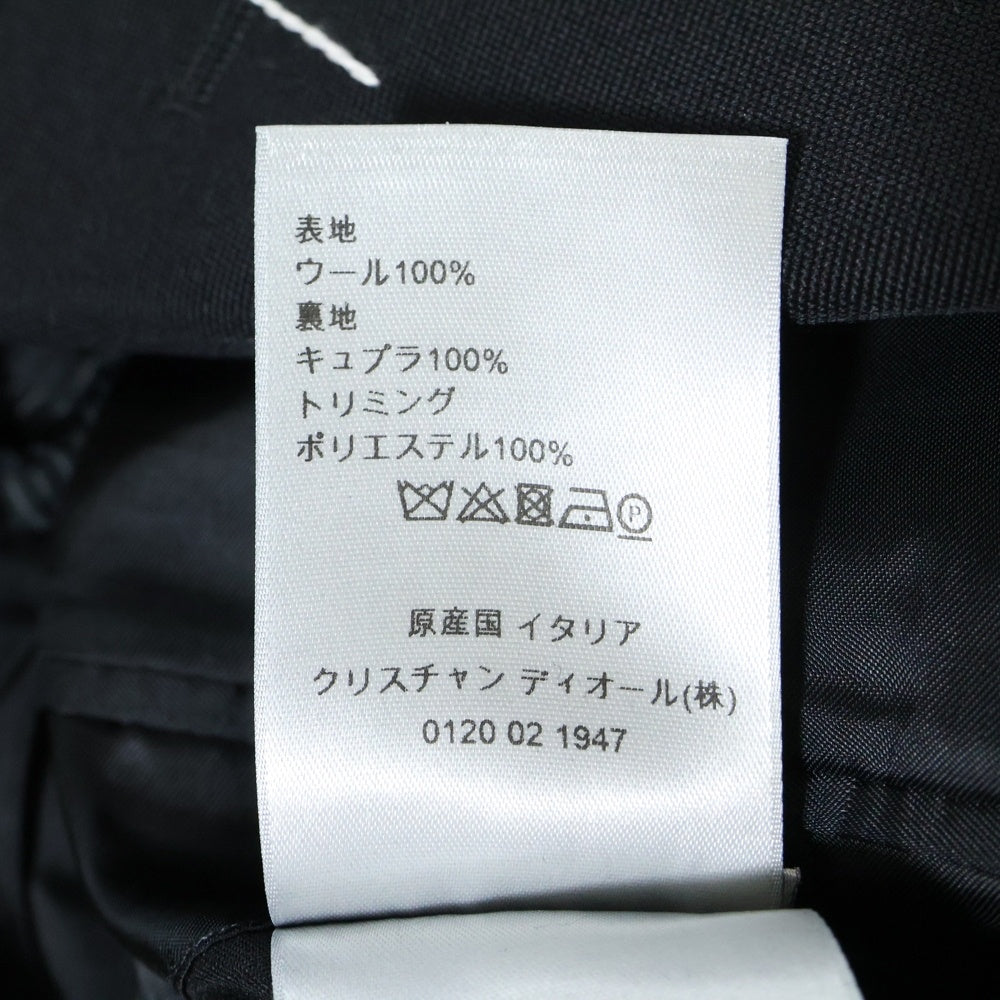 表地
ウール100%
裏地
キュプラ100%
トリミング
ポリエステル100%
P
原産国 イタリア
クリスチャン ディオール(株)
0120 02 1947